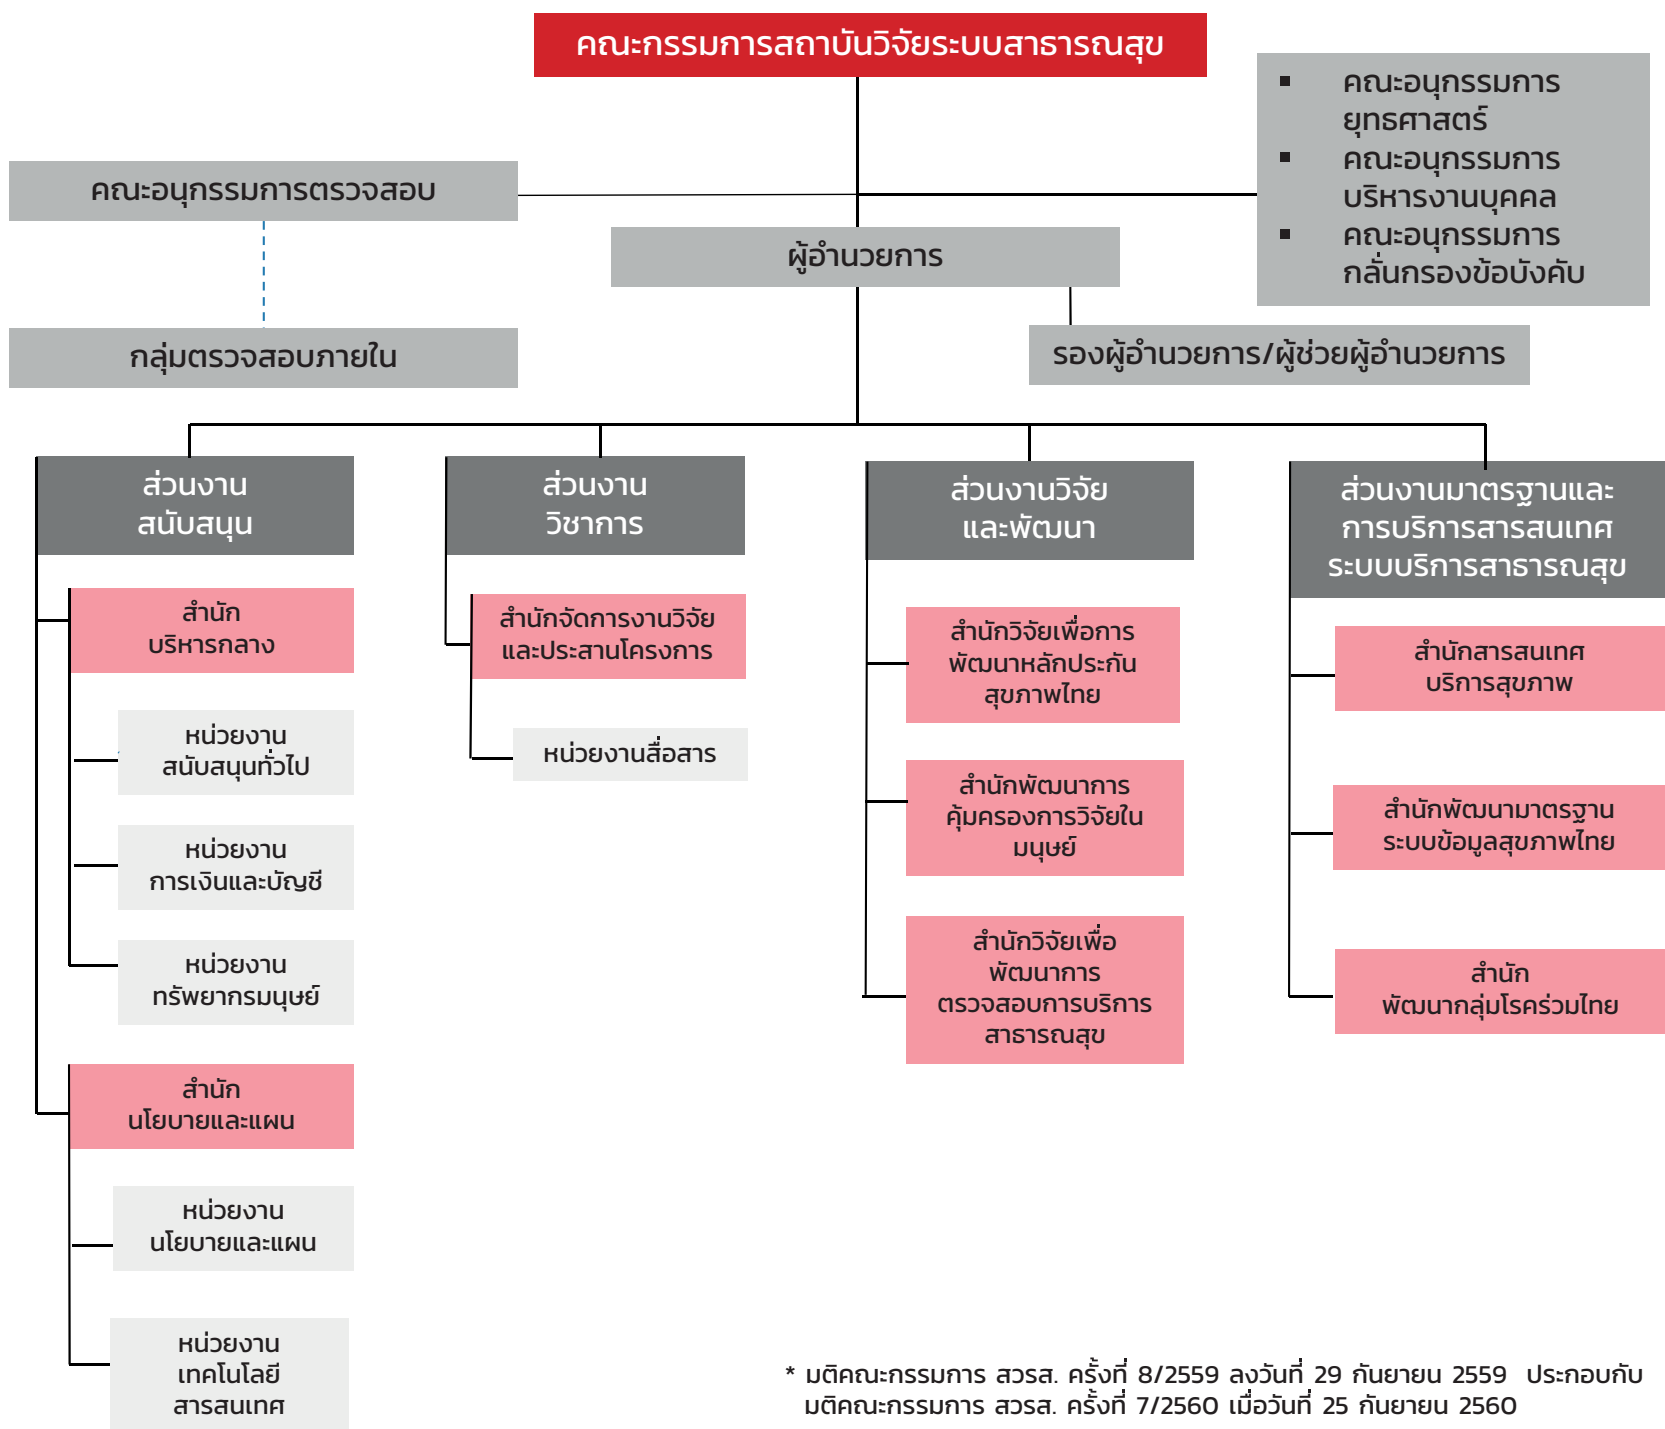 คณะกรรมการสถาบันวิจัยระบบสาธารณสุข
▪ คณะอนุกรรมการ
ยุทธศาสตร์
▪ คณะอนุกรรมการ
บริหารงานบุคคล
▪ คณะอนุกรรมการ
กลั่นกรองข้อบังคับ
คณะอนุกรรมการตรวจสอบ
ผู้อำนวยการ
กลุ่มตรวจสอบภายใน
รองผู้อำนวยการ/ผู้ช่วยผู้อำนวยการ
ส่วนงาน
สนับสนุน
สำนัก
บริหารกลาง
หน่วยงาน
สนับสนุนทั่วไป
หน่วยงาน
การเงินและบัญชี
หน่วยงาน
ทรัพยากรมนุษย์
สำนัก
นโยบายและแผน
หน่วยงาน
นโยบายและแผน
หน่วยงาน
เทคโนโลยี
สารสนเทศ
ส่วนงาน
วิชาการ
สำนักจัดการงานวิจัย
และประสานโครงการ
หน่วยงานสื่อสาร
ส่วนงานวิจัย
และพัฒนา
สำนักวิจัยเพื่อการ
พัฒนาหลักประกัน
สุขภาพไทย
สำนักพัฒนาการ
คุ้มครองการวิจัยใน
มนุษย์
สำนักวิจัยเพื่อ
พัฒนาการ
ตรวจสอบการบริการ
สาธารณสุข
ส่วนงานมาตรฐานและ
การบริการสารสนเทศ
ระบบบริการสาธารณสุข
สำนักสารสนเทศ
บริการสุขภาพ
สำนักพัฒนามาตรฐาน
ระบบข้อมูลสุขภาพไทย
สำนัก
พัฒนากลุ่มโรคร่วมไทย
* มติคณะกรรมการ สวรส. ครั้งที่ 8/2559 ลงวันที่ 29 กันยายน 2559 ประกอบกับ
มติคณะกรรมการ สวรส. ครั้งที่ 7/2560 เมื่อวันที่ 25 กันยายน 2560